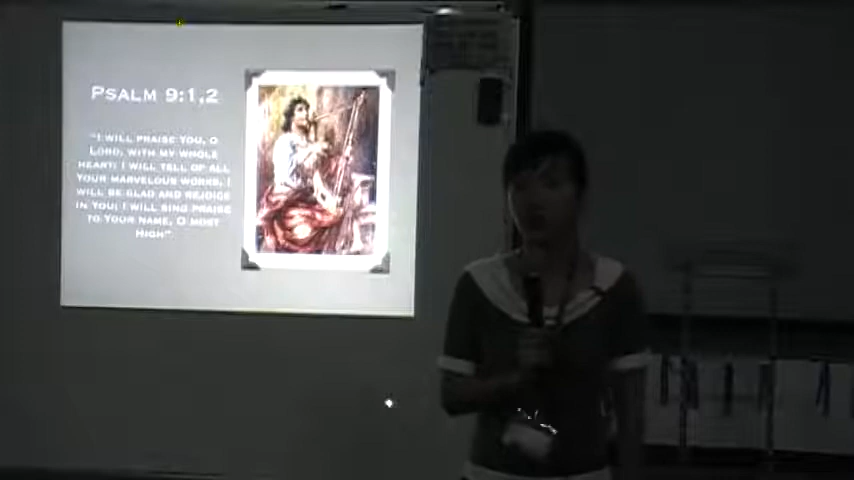 Psalm 9:1,2
"I will praise You, O
Lord, with my whole
heart; I will tell of all
Your marvelous works. I
will be glad and rejoice
in You; I will sing praise
to Your name, O Most
High"